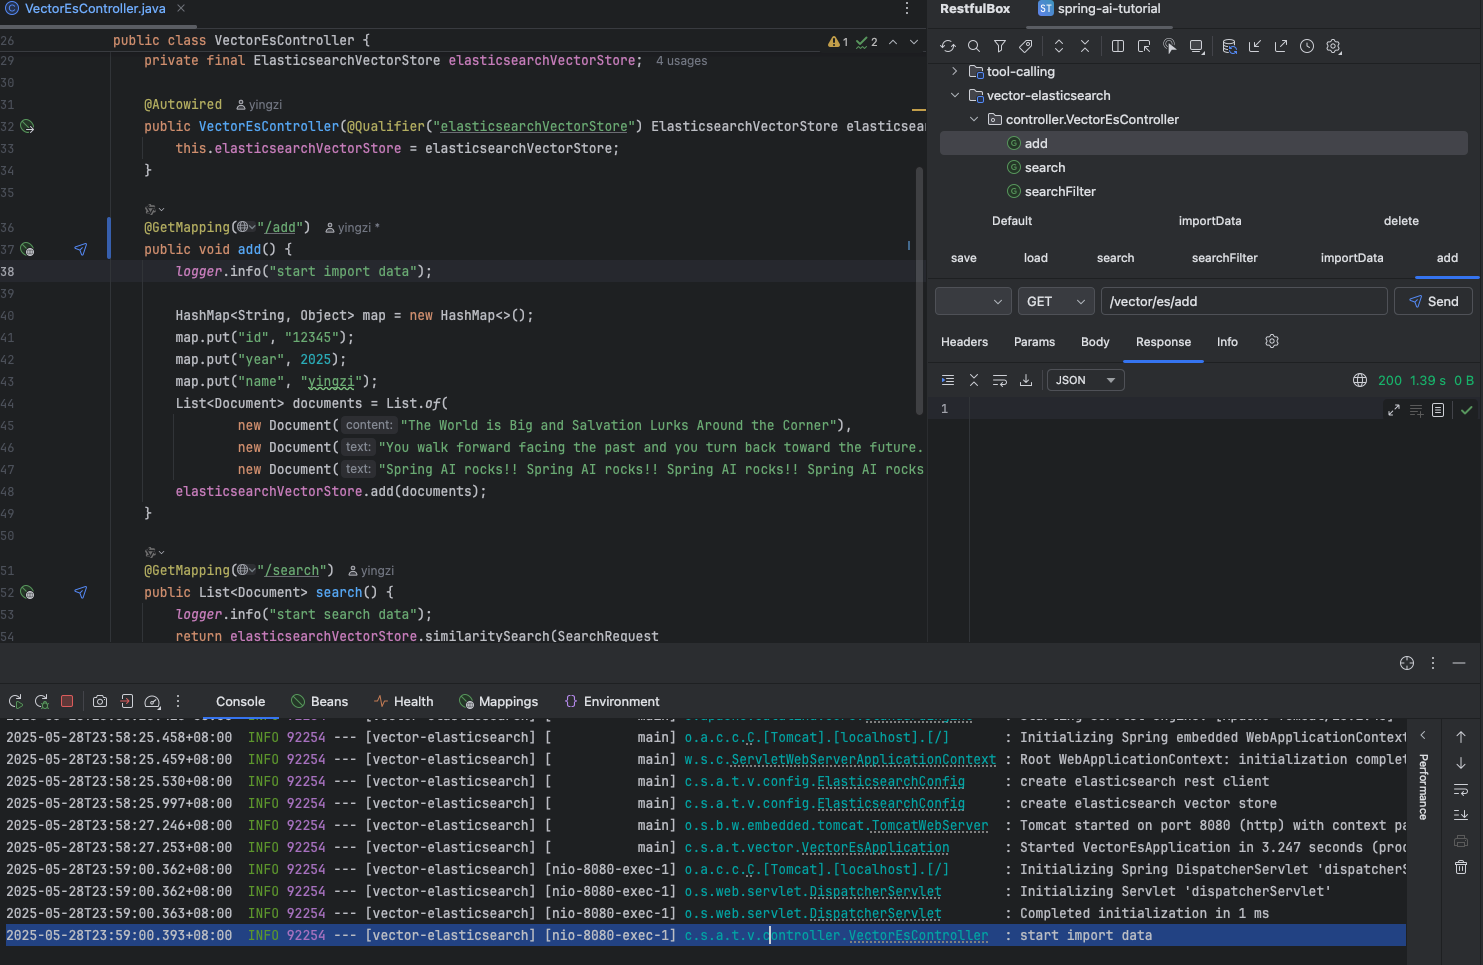 VectorEsController.java
RestfulBox
ST spring-ai-tutorial
26 public class VectorEsController {
1 2
29 private final ElasticsearchVectorStore elasticsearchVectorStore; 4 usages
30
31 @Autowired yingzi
32 public VectorEsController(@Qualifier("elasticsearchVectorStore") ElasticsearchVectorStore elasticsear
33 this.elasticsearchVectorStore = elasticsearchVectorStore;
34 }
35
36 @GetMapping("/add") yingzi *
37 public void add() {
38 logger.info("start import data");
39
40 HashMap<String, Object> map = new HashMap<>();
41 map.put("id", "12345");
42 map.put("year", 2025);
43 map.put("name", "yingzi");
44 List<Document> documents = List.of(
45 new Document( content: "The World is Big and Salvation Lurks Around the Corner"),
46 new Document( text: "You walk forward facing the past and you turn back toward the future.
47 new Document( text: "Spring AI rocks!! Spring AI rocks!! Spring AI rocks!! Spring AI rocks
48 elasticsearchVectorStore.add(documents);
49 }
50
51 @GetMapping("/search") yingzi
52 public List<Document> search() {
53 logger.info("start search data");
54 return elasticsearchVectorStore.similaritySearch(SearchRequest
tool-calling
vector-elasticsearch
controller.VectorEsController
G add
G search
G searchFilter
Default importData delete
save load search searchFilter importData add
GET /vector/es/add Send
Headers Params Body Response Info
JSON 200 1.39 s 0 B
1
Console Beans Health Mappings Environment
2025-05-28T23:58:25.458+08:00 INFO 92254 --- [vector-elasticsearch] [ main] o.a.c.c.C.[Tomcat].[localhost].[/] : Initializing Spring embedded WebApplicationContext
2025-05-28T23:58:25.459+08:00 INFO 92254 --- [vector-elasticsearch] [ main] w.s.c.ServletWebServerApplicationContext : Root WebApplicationContext: initialization complet
2025-05-28T23:58:25.530+08:00 INFO 92254 --- [vector-elasticsearch] [ main] c.s.a.t.v.config.ElasticsearchConfig : create elasticsearch rest client
2025-05-28T23:58:25.997+08:00 INFO 92254 --- [vector-elasticsearch] [ main] c.s.a.t.v.config.ElasticsearchConfig : create elasticsearch vector store
2025-05-28T23:58:27.246+08:00 INFO 92254 --- [vector-elasticsearch] [ main] o.s.b.w.embedded.tomcat.TomcatWebServer : Tomcat started on port 8080 (http) with context pa
2025-05-28T23:58:27.253+08:00 INFO 92254 --- [vector-elasticsearch] [ main] c.s.a.t.vector.VectorEsApplication : Started VectorEsApplication in 3.247 seconds (proc
2025-05-28T23:59:00.362+08:00 INFO 92254 --- [vector-elasticsearch] [nio-8080-exec-1] o.a.c.c.C.[Tomcat].[localhost].[/] : Initializing Spring DispatcherServlet 'dispatcherS
2025-05-28T23:59:00.362+08:00 INFO 92254 --- [vector-elasticsearch] [nio-8080-exec-1] o.s.web.servlet.DispatcherServlet : Initializing Servlet 'dispatcherServlet'
2025-05-28T23:59:00.363+08:00 INFO 92254 --- [vector-elasticsearch] [nio-8080-exec-1] o.s.web.servlet.DispatcherServlet : Completed initialization in 1 ms
2025-05-28T23:59:00.393+08:00 INFO 92254 --- [vector-elasticsearch] [nio-8080-exec-1] c.s.a.t.v.controller.VectorEsController : start import data
Performance